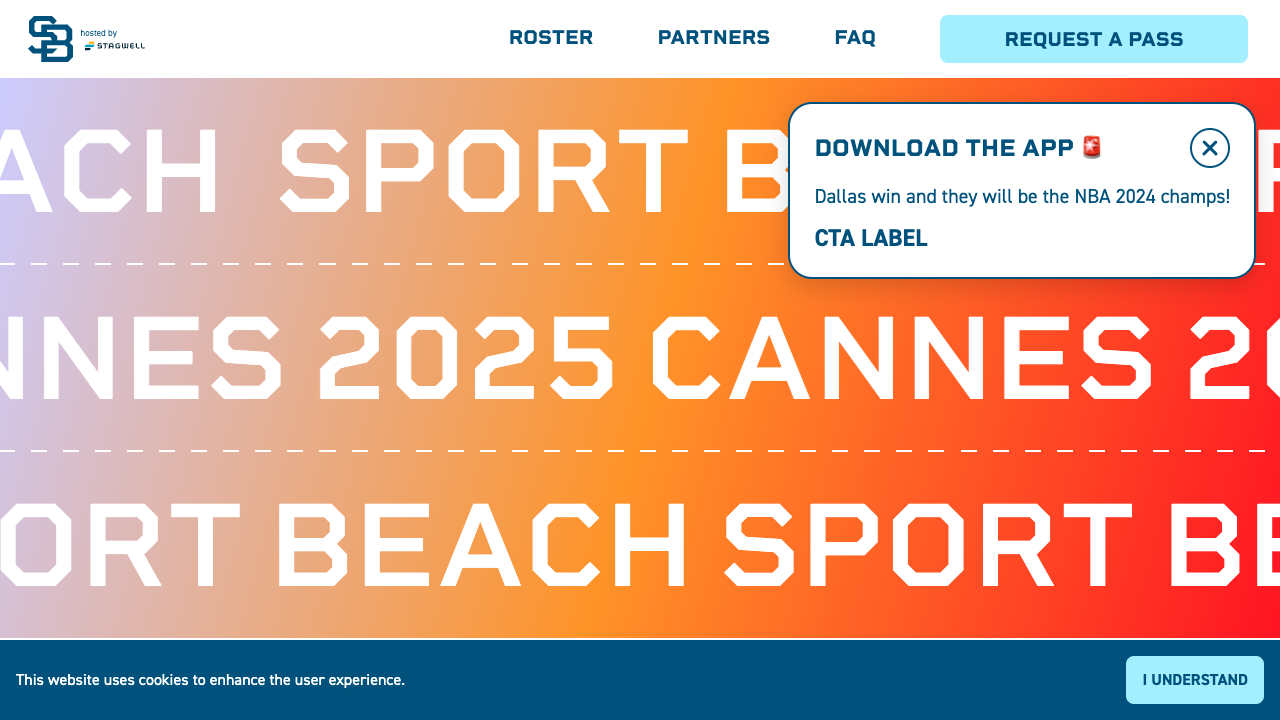 hosted by
STAGWELL
ROSTER
PARTNERS
FAQ
REQUEST A PASS
DOWNLOAD THE APP 🚨
Dallas win and they will be the NBA 2024 champs!
CTA LABEL
ACH SPORT B
NNES 2025 CANNES 20
ORT BEACH SPORT BE
This website uses cookies to enhance the user experience.
I UNDERSTAND